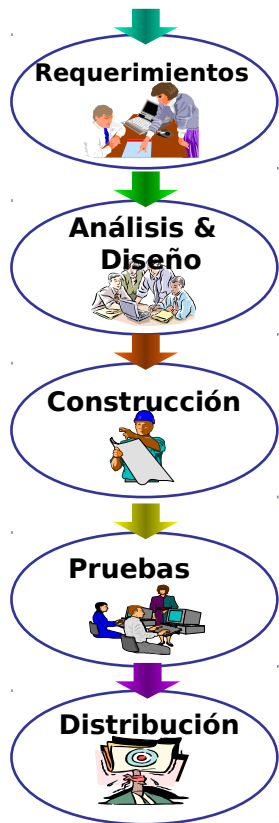 Requerimientos
Análisis &
Diseño
Construcción
Pruebas
Distribución